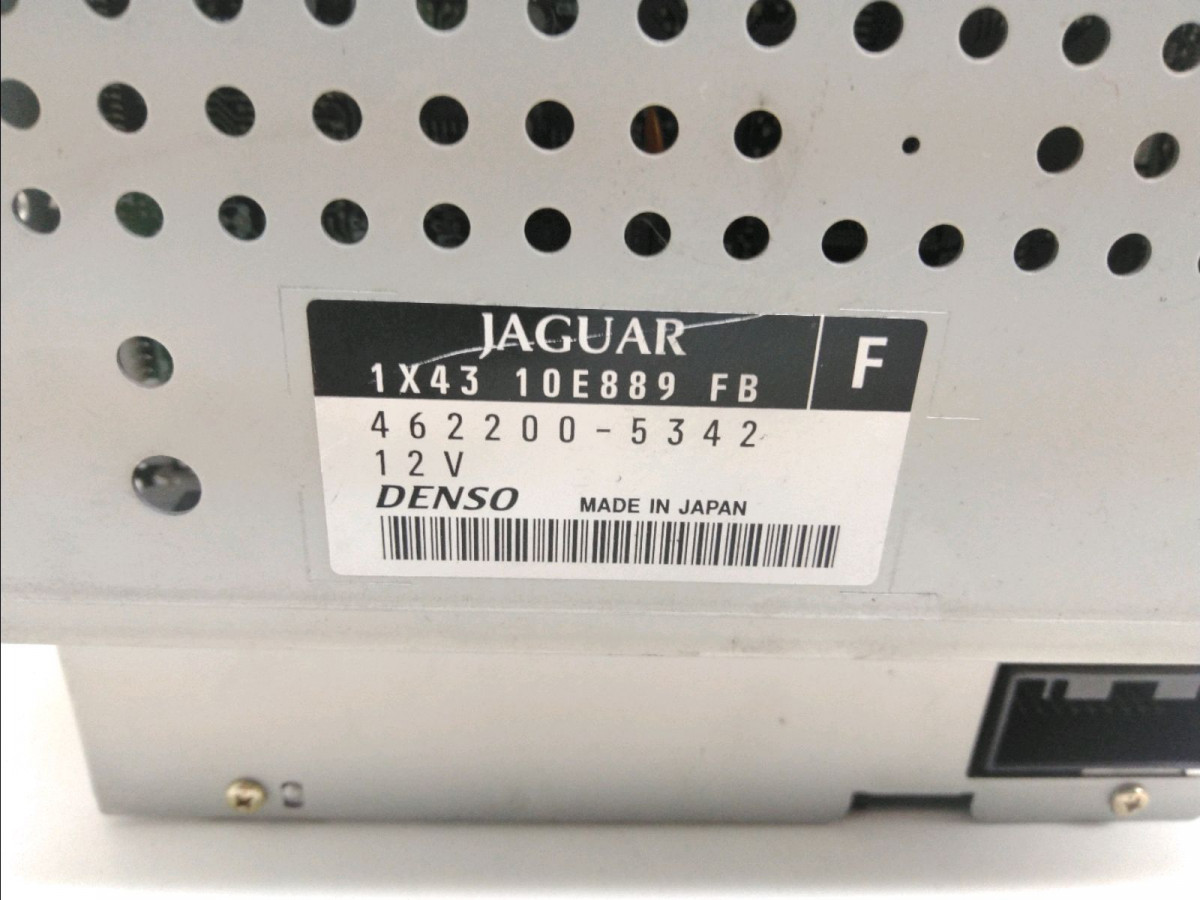 JAGUAR
1X43 10E889 FB
F
462200-5342
12V
DENSO MADE IN JAPAN